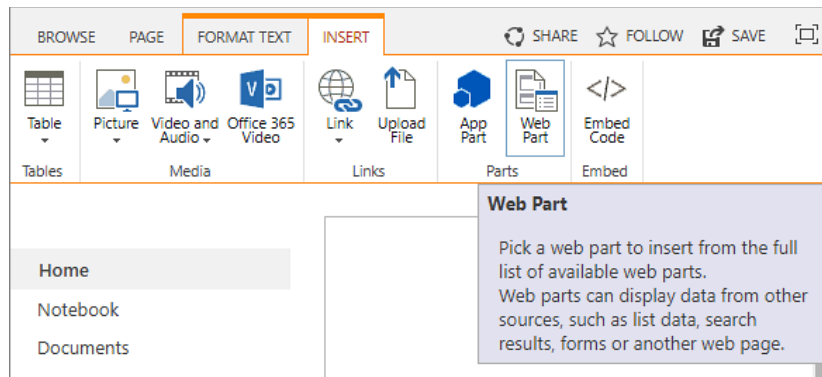 BROWSE PAGE FORMAT TEXT INSERT SHARE FOLLOW SAVE
Table Picture Video and Office 365 Link Upload App Web Embed
Audio Video File Part Part Code
Tables Media Links Parts Embed
Web Part
Pick a web part to insert from the full
list of available web parts.
Web parts can display data from other
sources, such as list data, search
results, forms or another web page.
Home
Notebook
Documents